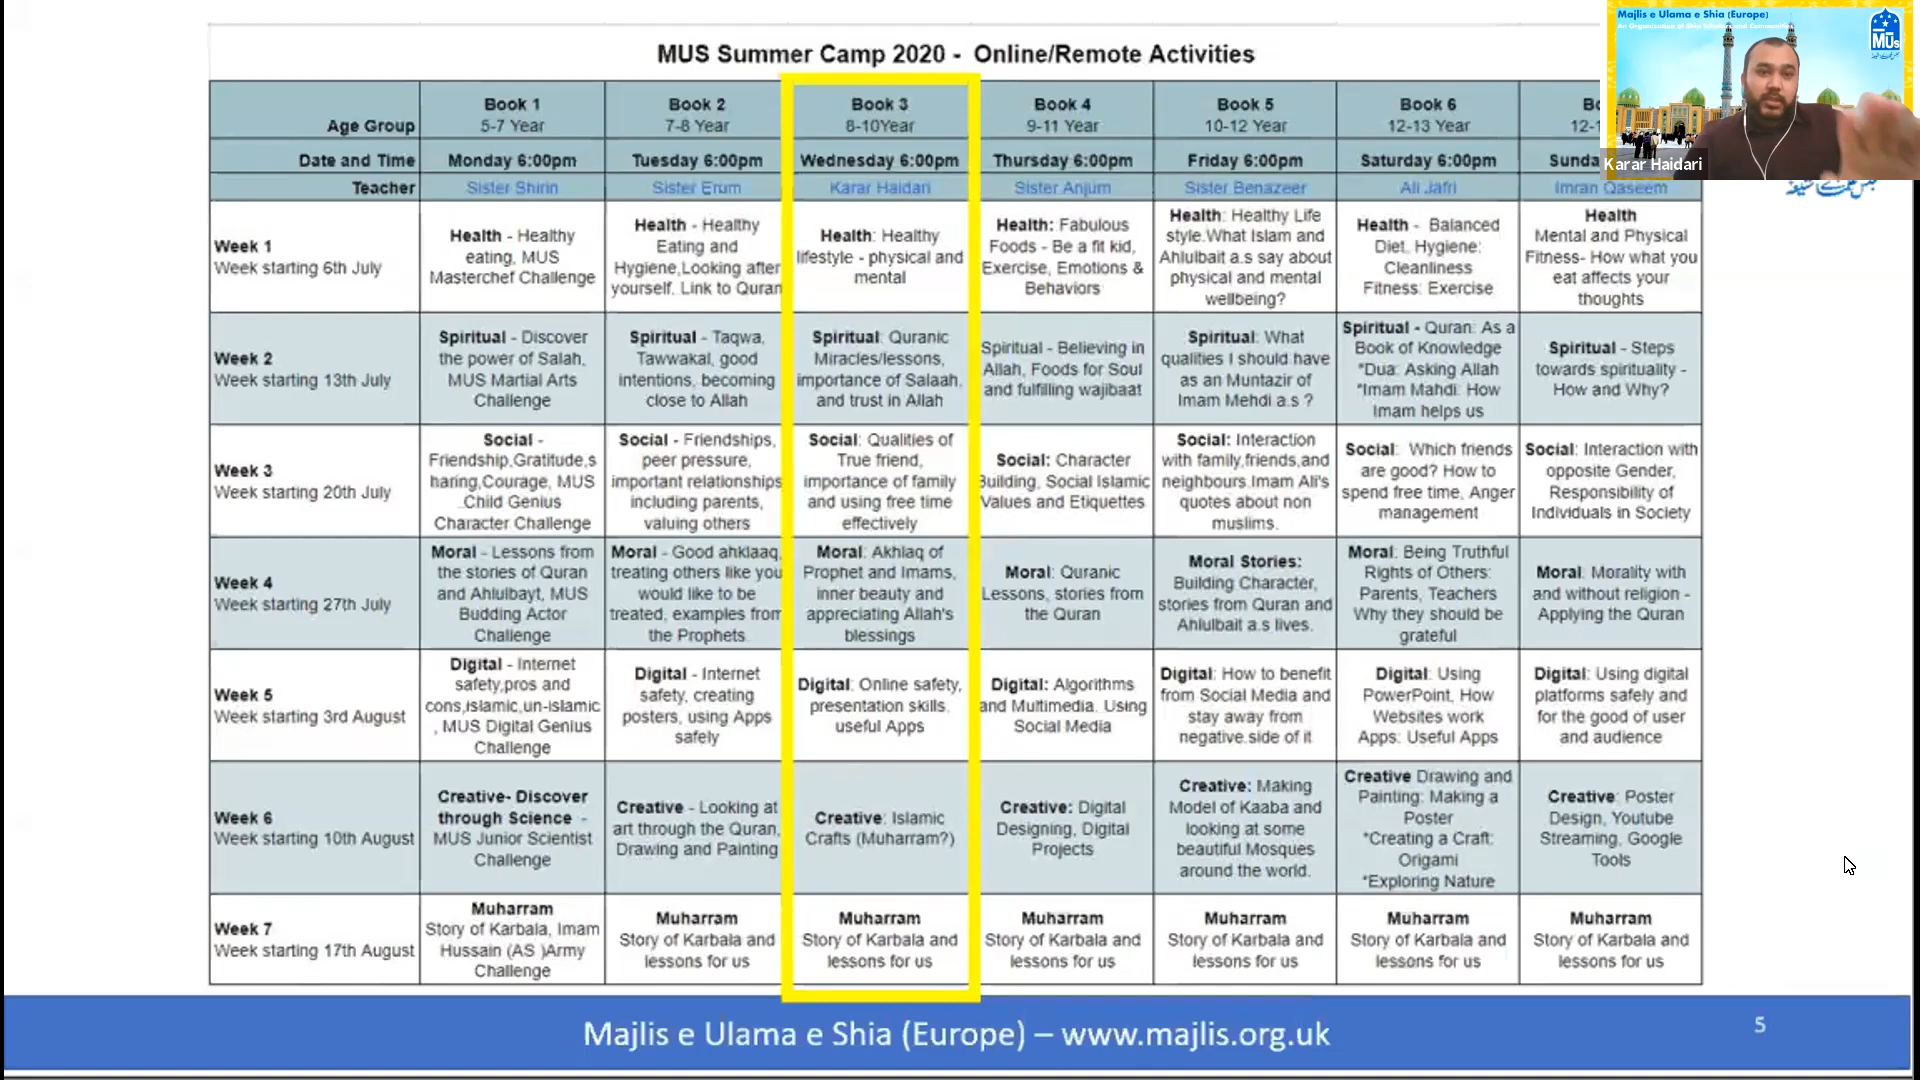 MUS Summer Camp 2020 - Online/Remote Activities
Majlis e Ulama e Shia (Europe)
MUs
Karar Haidari
Age Group
Book 1
5-7 Year
Book 2
7-8 Year
Book 3
8-10Year
Book 4
9-11 Year
Book 5
10-12 Year
Book 6
12-13 Year
Date and Time
Monday 6:00pm
Tuesday 6:00pm
Wednesday 6:00pm
Thursday 6:00pm
Friday 6:00pm
Saturday 6:00pm
Sunda
Teacher
Sister Shirin
Sister Erum
Karar Haidari
Sister Anjum
Sister Benazeer
Ali Jafri
Imran Qaseem
Week 1
Week starting 6th July
Health - Healthy
eating, MUS
Masterchef Challenge
Health - Healthy
Eating and
Hygiene,Looking after
yourself. Link to Quran
Health: Healthy
lifestyle - physical and
mental
Health: Fabulous
Foods - Be a fit kid,
Exercise, Emotions &
Behaviors
Health: Healthy Life
style.What Islam and
Ahlulbait a.s say about
physical and mental
wellbeing?
Health - Balanced
Diet, Hygiene:
Cleanliness
Fitness: Exercise
Health
Mental and Physical
Fitness- How what you
eat affects your
thoughts
Week 2
Week starting 13th July
Spiritual - Discover
the power of Salah,
MUS Martial Arts
Challenge
Spiritual - Taqwa,
Tawwakal, good
intentions, becoming
close to Allah
Spiritual: Quranic
Miracles/lessons,
importance of Salaah,
and trust in Allah
Spiritual - Believing in
Allah, Foods for Soul
and fulfilling wajibaat
Spiritual: What
qualities I should have
as an Muntazir of
Imam Mehdi a.s ?
Spiritual - Quran: As a
Book of Knowledge
*Dua: Asking Allah
*Imam Mahdi: How
Imam helps us
Spiritual - Steps
towards spirituality -
How and Why?
Week 3
Week starting 20th July
Social -
Friendship,Gratitude,s
haring,Courage, MUS
Child Genius
Character Challenge
Social - Friendships,
peer pressure,
important relationships
including parents,
valuing others
Social: Qualities of
True friend,
importance of family
and using free time
effectively
Social: Character
Building, Social Islamic
Values and Etiquettes
Social: Interaction
with family,friends,and
neighbours.Imam Ali's
quotes about non
muslims.
Social: Which friends
are good? How to
spend free time, Anger
management
Social: Interaction with
opposite Gender,
Responsibility of
Individuals in Society
Week 4
Week starting 27th July
Moral - Lessons from
the stories of Quran
and Ahlulbayt, MUS
Budding Actor
Challenge
Moral - Good ahklaaq,
treating others like you
would like to be
treated, examples from
the Prophets.
Moral: Akhlaq of
Prophet and Imams,
inner beauty and
appreciating Allah's
blessings
Moral: Quranic
Lessons, stories from
the Quran
Moral Stories:
Building Character,
stories from Quran and
Ahlulbait a.s lives.
Moral: Being Truthful
Rights of Others:
Parents, Teachers
Why they should be
grateful
Moral: Morality with
and without religion -
Applying the Quran
Week 5
Week starting 3rd August
Digital - Internet
safety,pros and
cons,islamic,un-islamic
, MUS Digital Genius
Challenge
Digital - Internet
safety, creating
posters, using Apps
safely
Digital: Online safety,
presentation skills.
useful Apps
Digital: Algorithms
and Multimedia. Using
Social Media
Digital: How to benefit
from Social Media and
stay away from
negative.side of it
Digital: Using
PowerPoint, How
Websites work
Apps: Useful Apps
Digital: Using digital
platforms safely and
for the good of user
and audience
Week 6
Week starting 10th August
Creative- Discover
through Science -
MUS Junior Scientist
Challenge
Creative - Looking at
art through the Quran,
Drawing and Painting
Creative: Islamic
Crafts (Muharram?)
Creative: Digital
Designing, Digital
Projects
Creative: Making
Model of Kaaba and
looking at some
beautiful Mosques
around the world.
Creative Drawing and
Painting: Making a
Poster
*Creating a Craft:
Origami
*Exploring Nature
Creative: Poster
Design, Youtube
Streaming, Google
Tools
Week 7
Week starting 17th August
Muharram
Story of Karbala, Imam
Hussain (AS )Army
Challenge
Muharram
Story of Karbala and
lessons for us
Muharram
Story of Karbala and
lessons for us
Muharram
Story of Karbala and
lessons for us
Muharram
Story of Karbala and
lessons for us
Muharram
Story of Karbala and
lessons for us
Muharram
Story of Karbala and
lessons for us
Majlis e Ulama e Shia (Europe) – www.majlis.org.uk
5